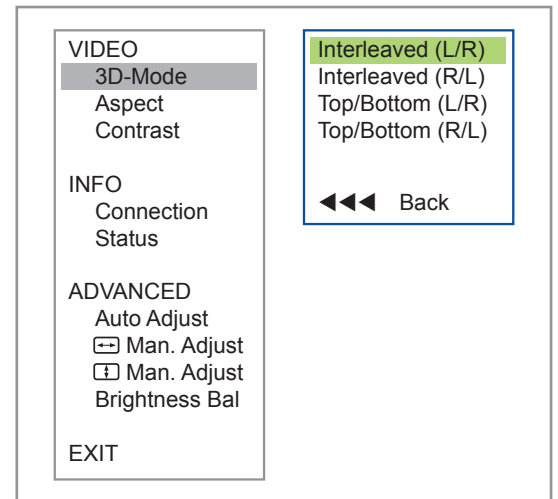 VIDEO
3D-Mode
Aspect
Contrast
INFO
Connection
Status
ADVANCED
Auto Adjust
Man. Adjust
Man. Adjust
Brightness Bal
EXIT
Interleaved (L/R)
Interleaved (R/L)
Top/Bottom (L/R)
Top/Bottom (R/L)
◀◀◀ Back